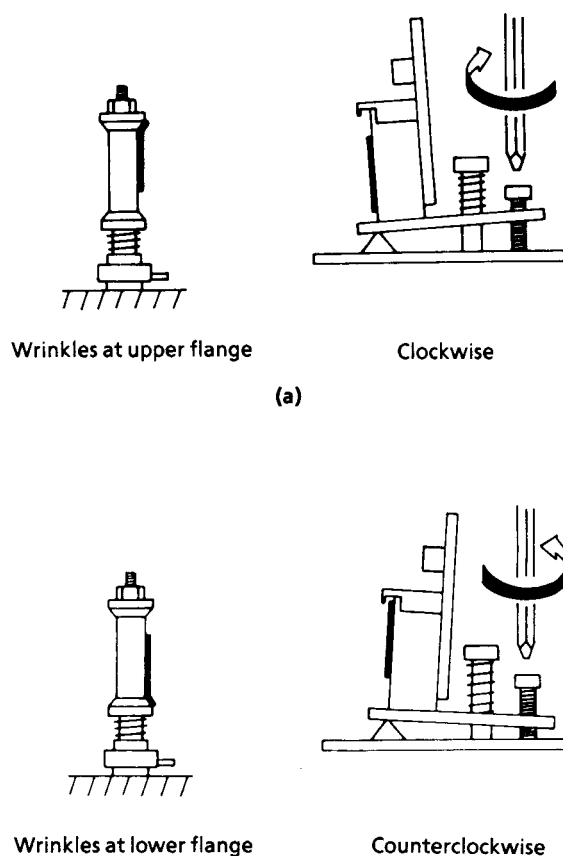 Wrinkles at upper flange
Clockwise
(a)
Wrinkles at lower flange
Counterclockwise